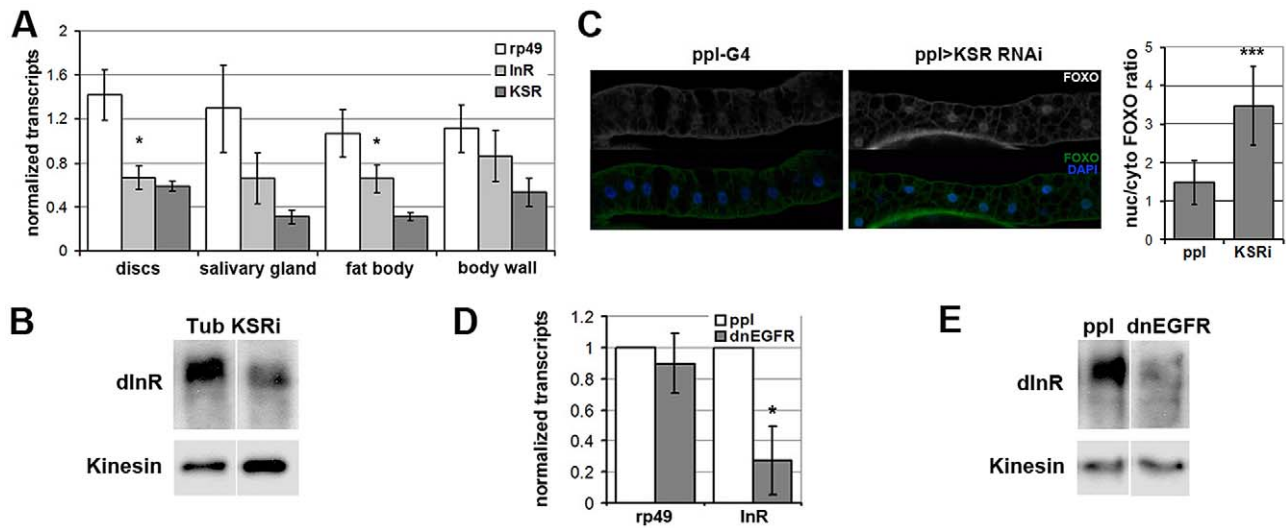 A
normalized transcripts
2
1.6
1.2
0.8
0.4
0
rp49
InR
KSR
*
*
discs
salivary gland
fat body
body wall
B
Tub KSRi
dInR
Kinesin
C
ppl-G4
ppl>KSR RNAi
FOXO
FOXO
DAPI
nuc/cyto FOXO ratio
5
4
3
2
1
0
***
ppl
KSRi
D
normalized transcripts
1.2
1
0.8
0.6
0.4
0.2
0
ppl
dnEGFR
*
rp49
InR
E
ppl dnEGFR
dInR
Kinesin